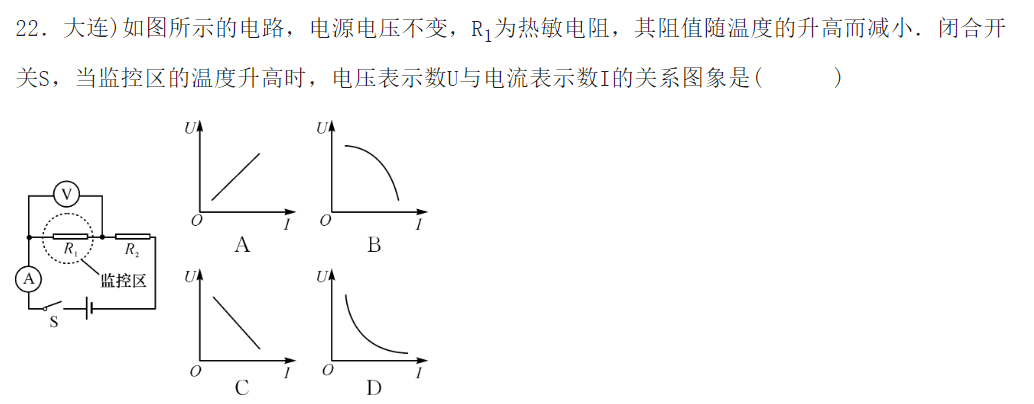 22．大连)如图所示的电路，电源电压不变，R₁为热敏电阻，其阻值随温度的升高而减小．闭合开
关S，当监控区的温度升高时，电压表示数U与电流表示数I的关系图象是(　　　)
U
O
I
A
U
O
I
B
V
R₁
R₂
A
监控区
S
U
O
I
C
U
O
I
D